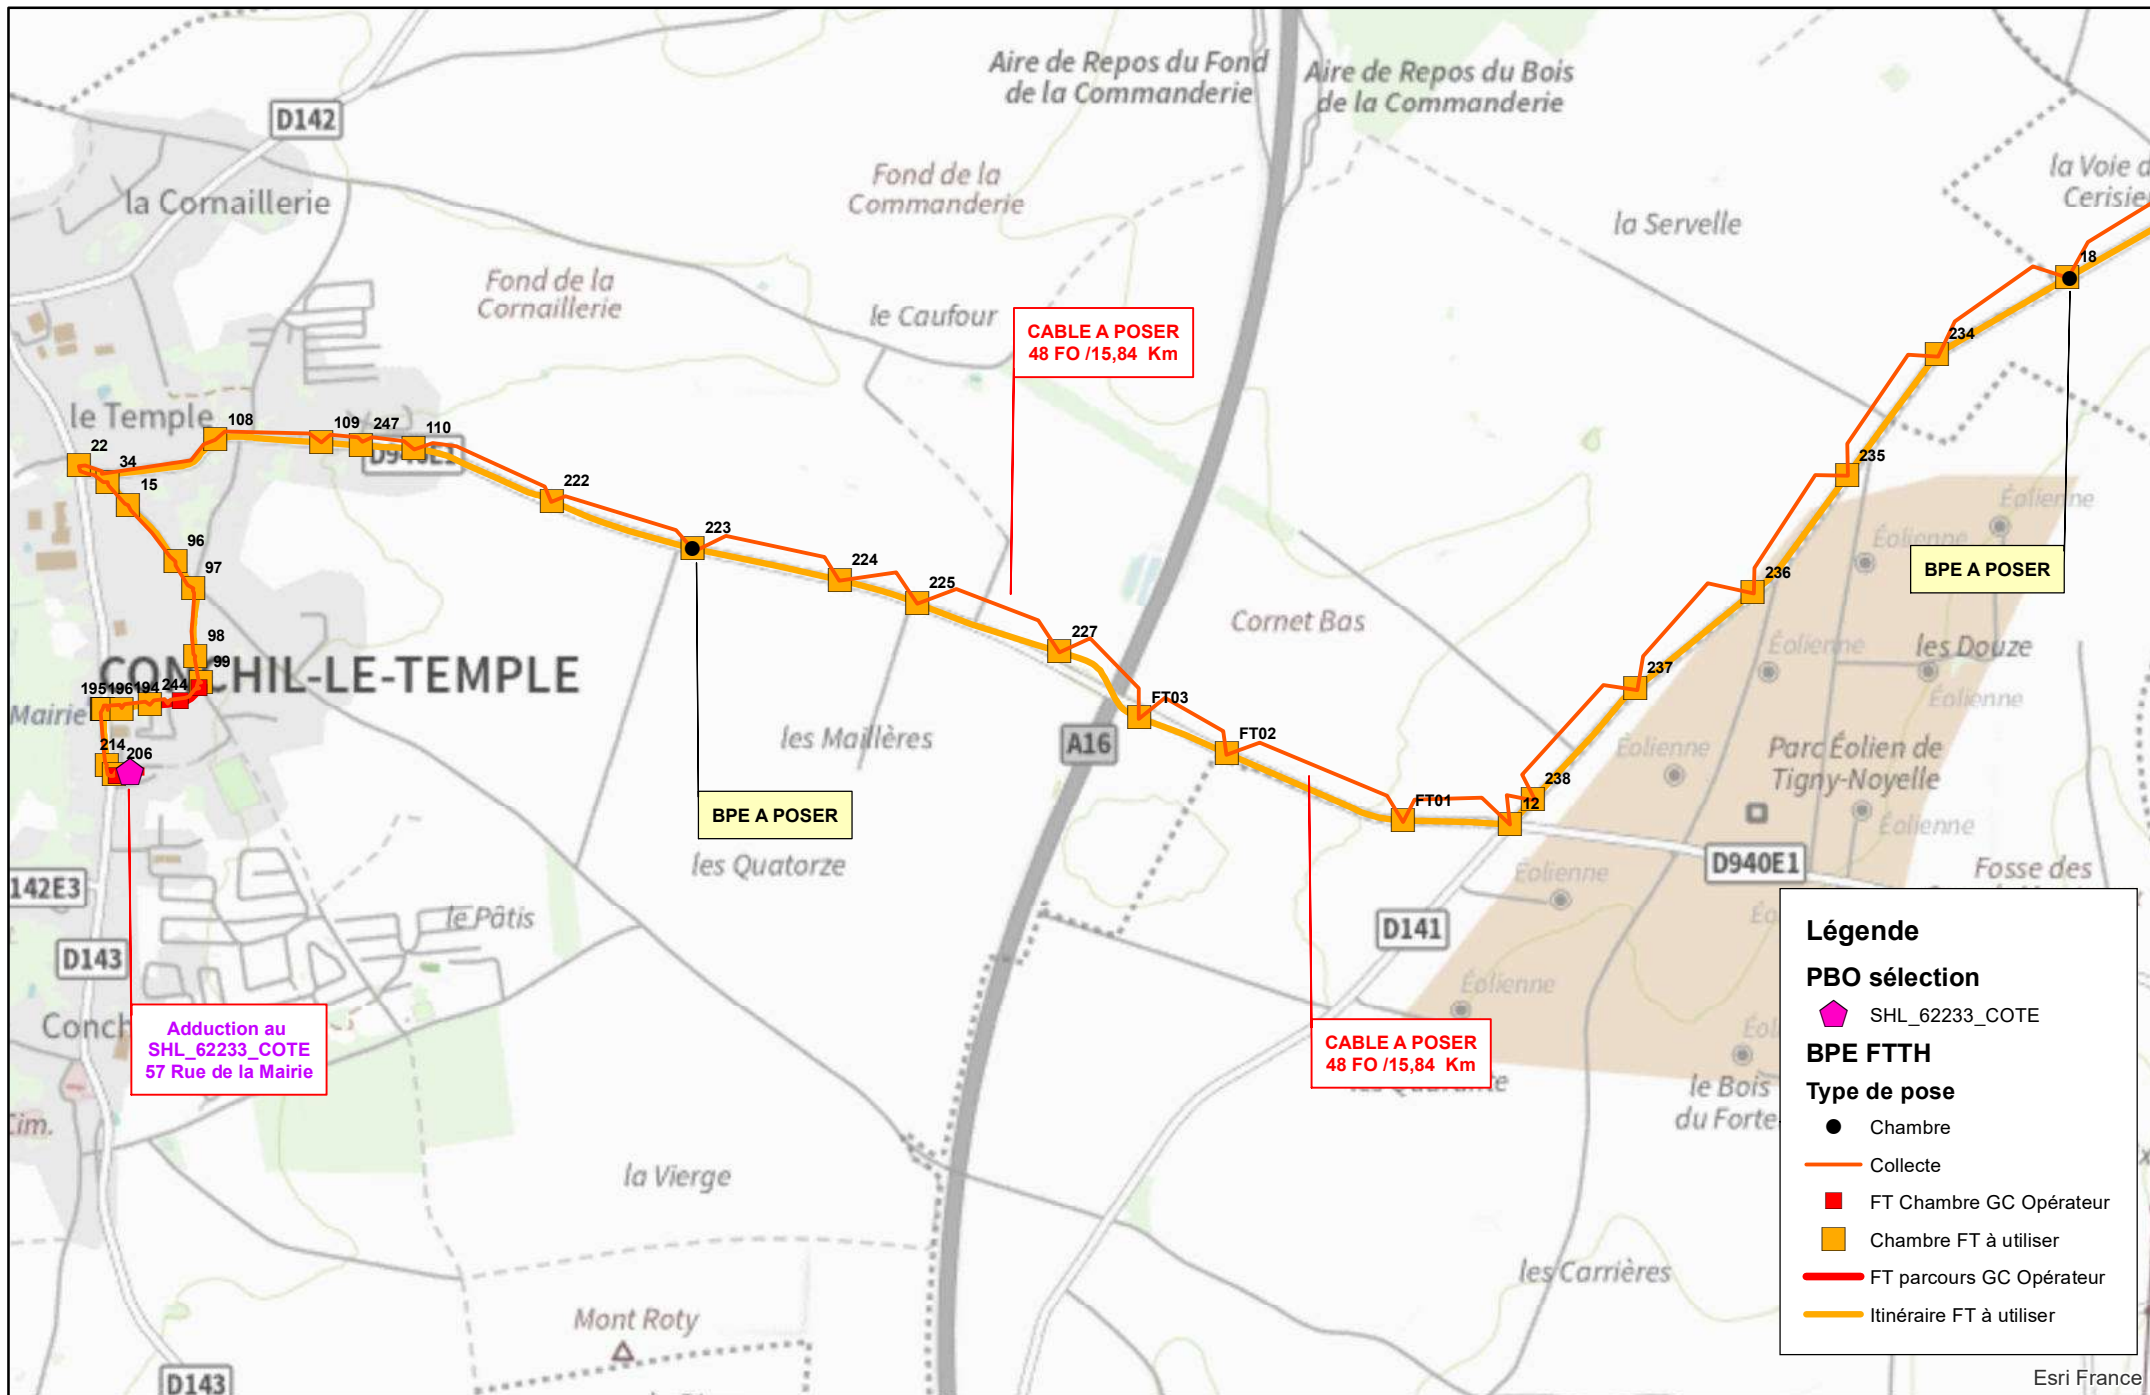 Aire de Repos du Fond
de la Commanderie
Aire de Repos du Bois
de la Commanderie
D142
la Cornaillerie
Fond de la
Commanderie
la Voie d
Cerisie
la Servelle
18
Fond de la
Cornaillerie
le Caufour
CABLE A POSER
48 FO /15,84 Km
234
le Temple
108
109
247
110
D940E1
22
34
15
235
222
Éolienne
223
Éolienne
96
97
224
225
236
BPE A POSER
227
Cornet Bas
Éolienne
les Douze
98
99
CONCHIL-LE-TEMPLE
237
Éolienne
195
196
194
244
Mairie
FT03
FT02
les Maillères
A16
Éolienne
Parc Éolien de
Tigny-Noyelle
214
206
238
FT01
12
BPE A POSER
Éolienne
les Quatorze
D940E1
Fosse des
142E3
Éolienne
le Pâtis
D141
D143
Éolienne
Conch
Adduction au
SHL_62233_COTE
57 Rue de la Mairie
CABLE A POSER
48 FO /15,84 Km
le Bois
du Forte
Cim.
la Vierge
les Carrières
Mont Roty
D143
Légende
PBO sélection
SHL_62233_COTE
BPE FTTH
Type de pose
Chambre
Collecte
FT Chambre GC Opérateur
Chambre FT à utiliser
FT parcours GC Opérateur
Itinéraire FT à utiliser
Esri France